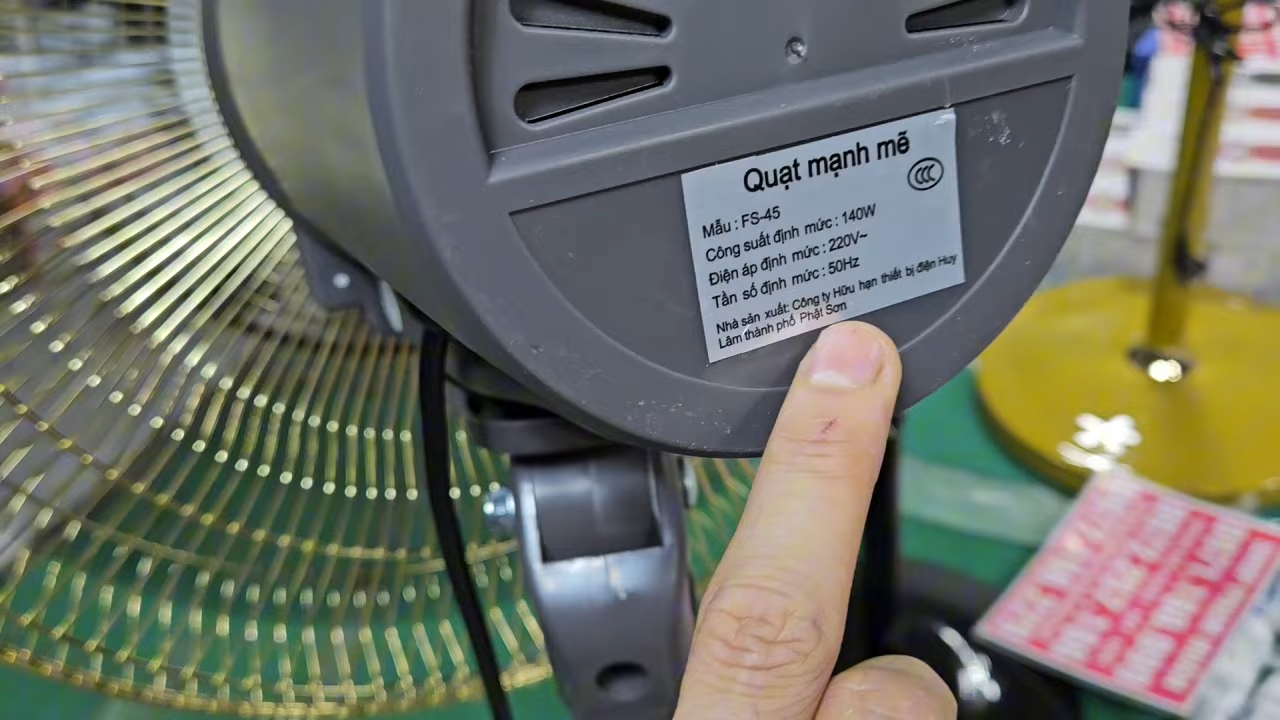 Quạt mạnh mẽ
CCC
Mẫu : FS-45
Công suất định mức : 140W
Điện áp định mức : 220V~
Tần số định mức : 50Hz
Nhà sản xuất: Công ty Hữu hạn thiết bị điện Huy
Lâm thành phố Phật Sơn